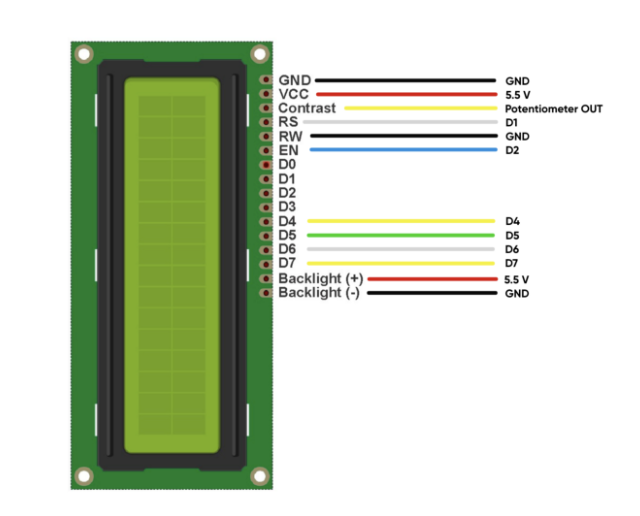 GND GND
VCC 5.5 V
Contrast Potentiometer OUT
RS D1
RW GND
EN D2
D0
D1
D2
D3
D4 D4
D5 D5
D6 D6
D7 D7
Backlight (+) 5.5 V
Backlight (-) GND